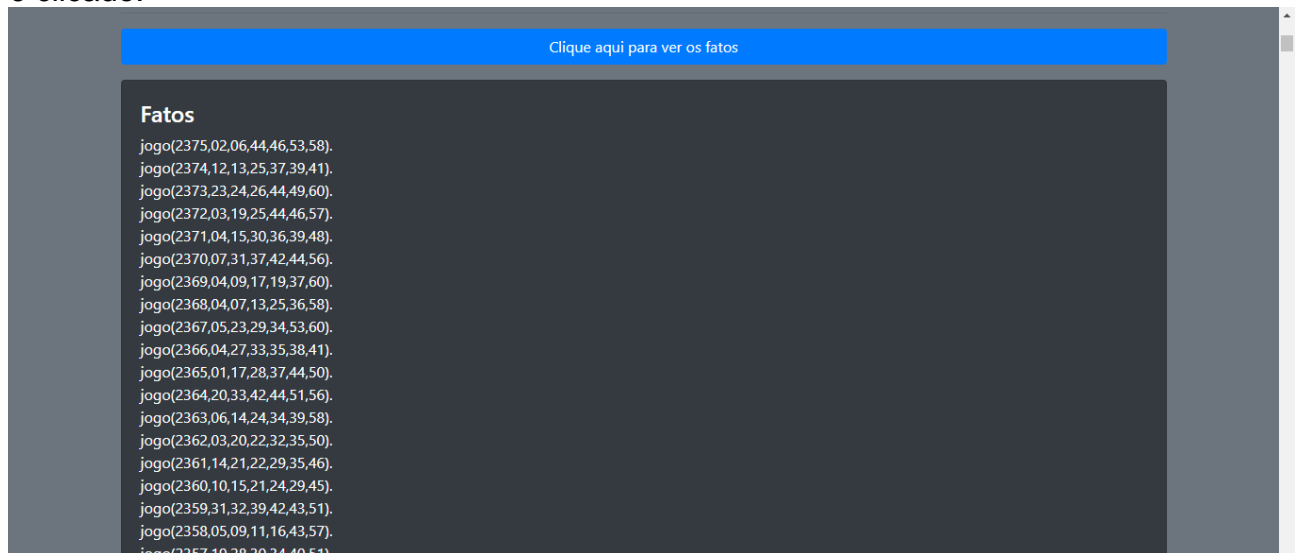 é clicado.
Clique aqui para ver os fatos
Fatos
jogo(2375,02,06,44,46,53,58).
jogo(2374,12,13,25,37,39,41).
jogo(2373,23,24,26,44,49,60).
jogo(2372,03,19,25,44,46,57).
jogo(2371,04,15,30,36,39,48).
jogo(2370,07,31,37,42,44,56).
jogo(2369,04,09,17,19,37,60).
jogo(2368,04,07,13,25,36,58).
jogo(2367,05,23,29,34,53,60).
jogo(2366,04,27,33,35,38,41).
jogo(2365,01,17,28,37,44,50).
jogo(2364,20,33,42,44,51,56).
jogo(2363,06,14,24,34,39,58).
jogo(2362,03,20,22,32,35,50).
jogo(2361,14,21,22,29,35,46).
jogo(2360,10,15,21,24,29,45).
jogo(2359,31,32,39,42,43,51).
jogo(2358,05,09,11,16,43,57).